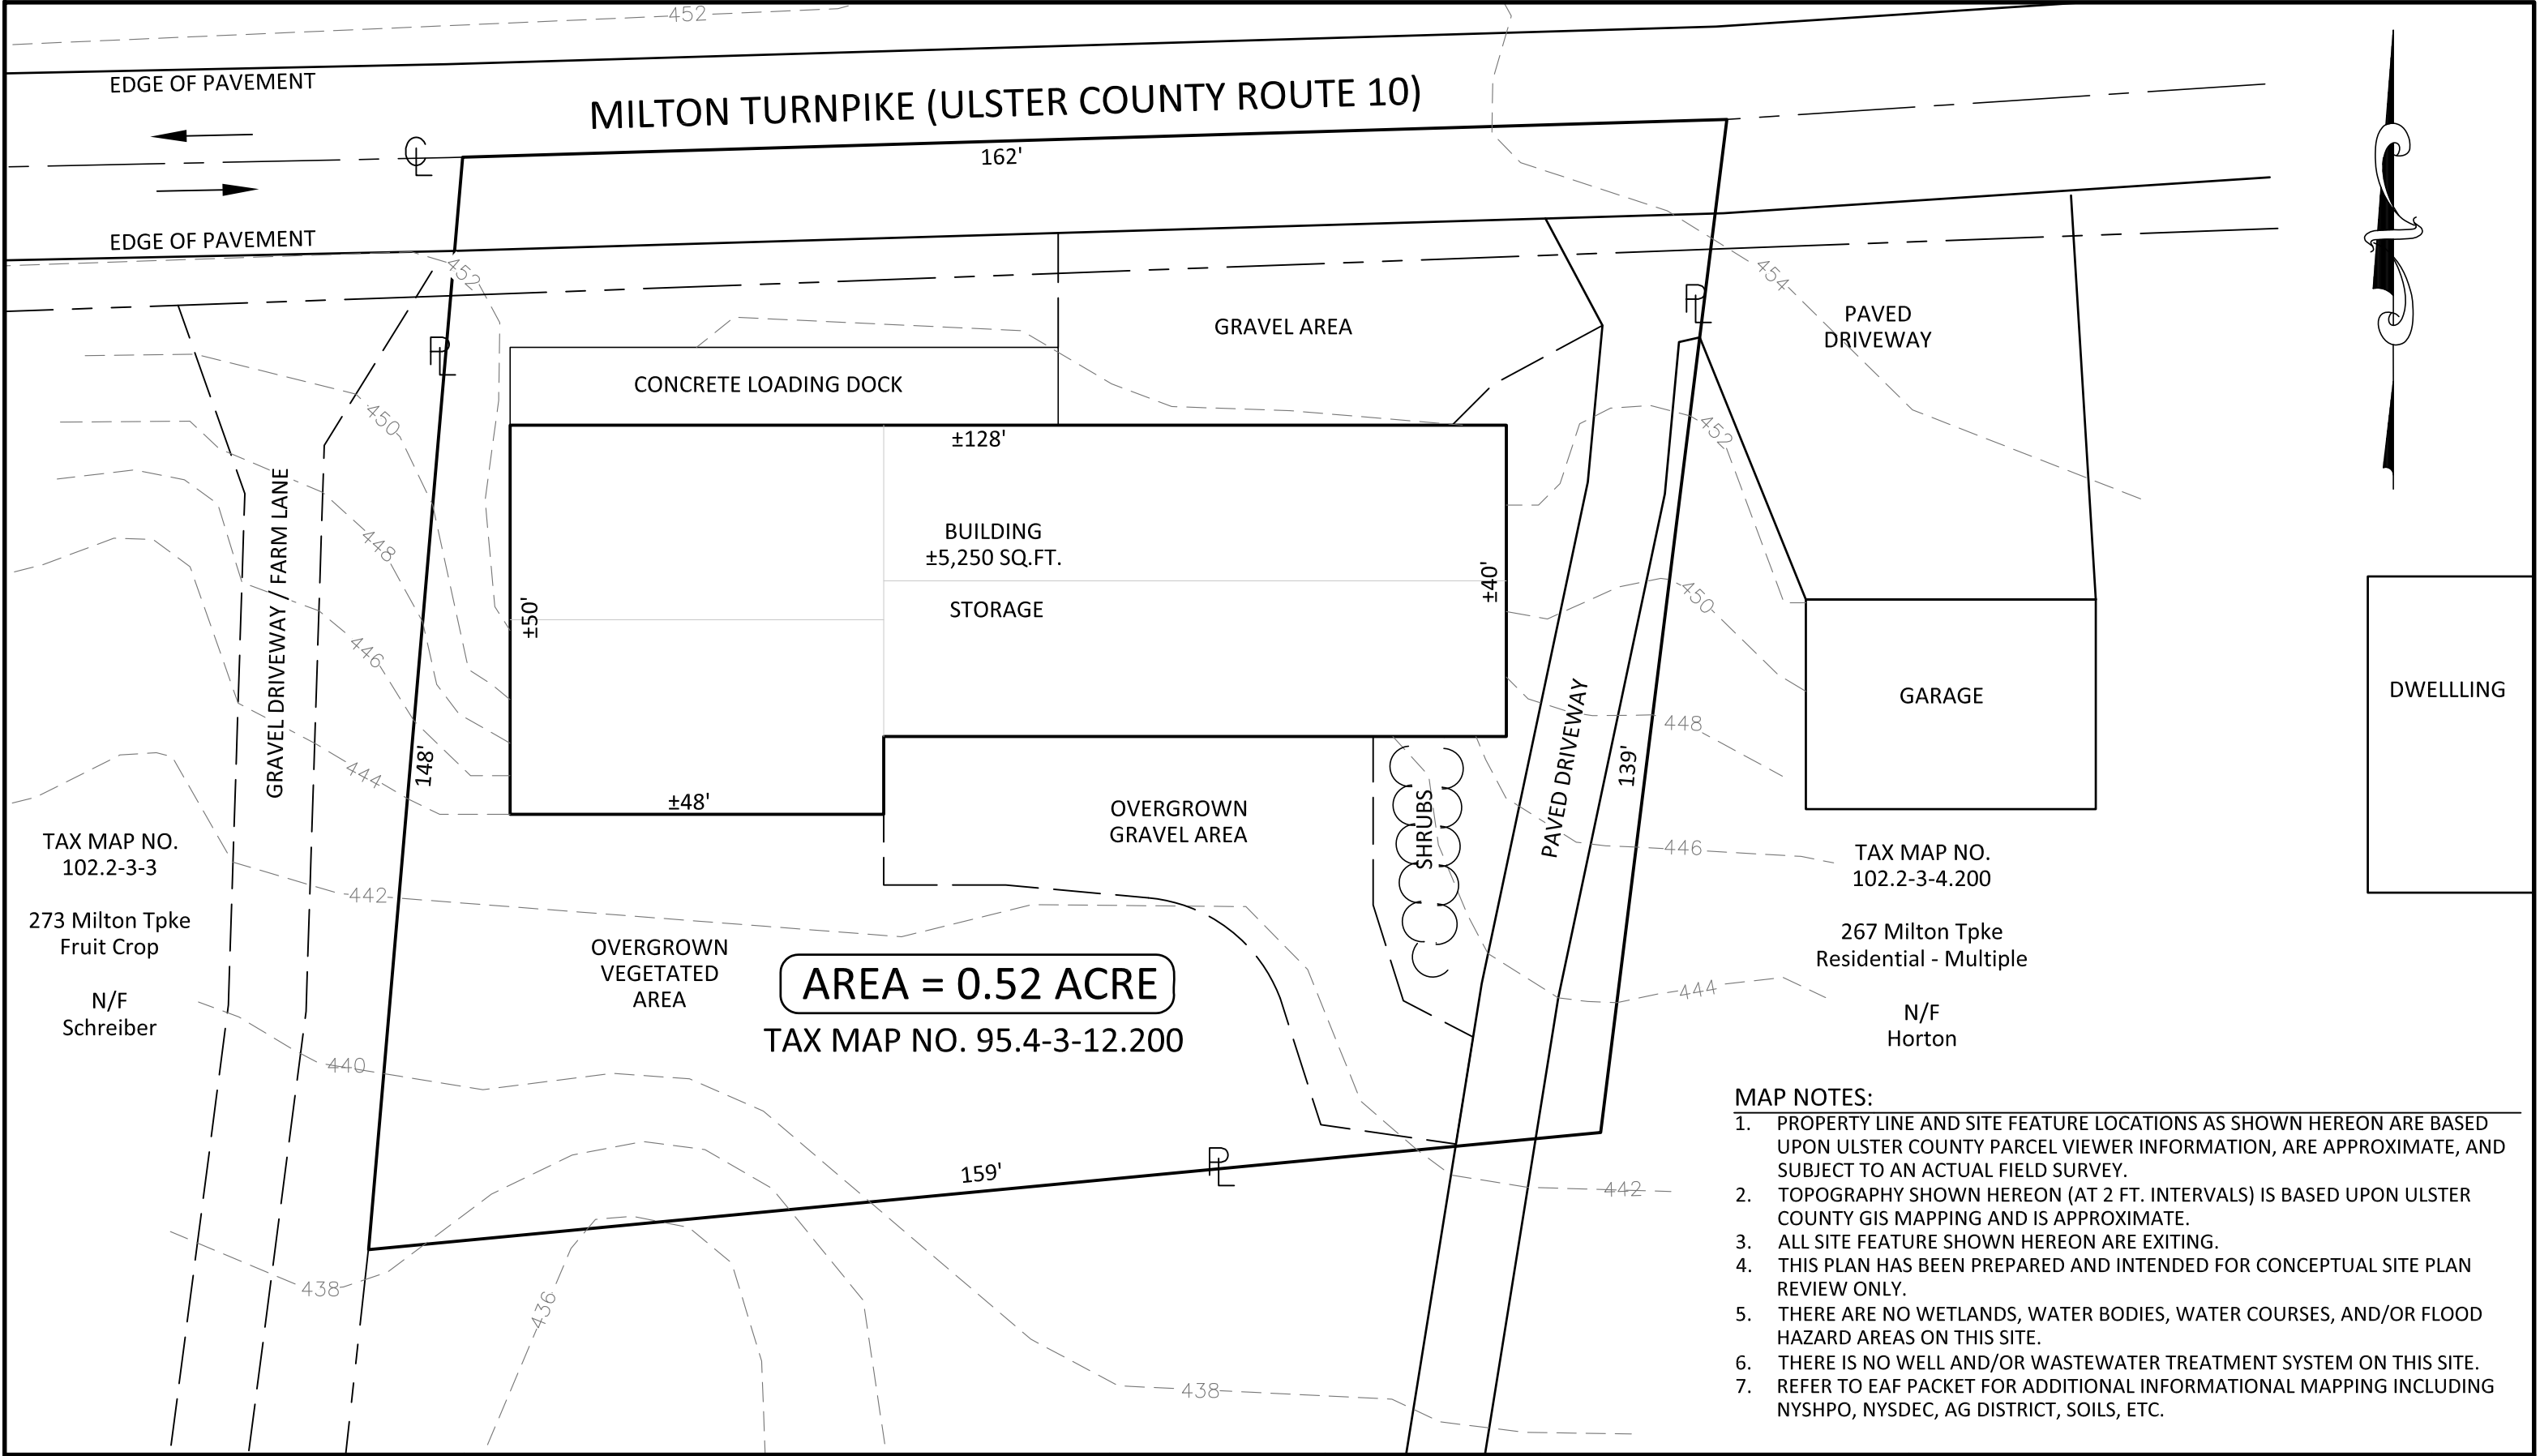 452
EDGE OF PAVEMENT
MILTON TURNPIKE (ULSTER COUNTY ROUTE 10)
CL
162'
EDGE OF PAVEMENT
452
454
PL
PL
GRAVEL AREA
PAVED
DRIVEWAY
CONCRETE LOADING DOCK
450
452
±128'
GRAVEL DRIVEWAY / FARM LANE
448
BUILDING
±5,250 SQ.FT.
STORAGE
±50'
±40'
450
446
GARAGE
DWELLLING
448
444
148'
±48'
OVERGROWN
GRAVEL AREA
SHRUBS
PAVED DRIVEWAY
139'
446
TAX MAP NO.
102.2-3-3
273 Milton Tpke
Fruit Crop
N/F
Schreiber
442
OVERGROWN
VEGETATED
AREA
AREA = 0.52 ACRE
TAX MAP NO. 95.4-3-12.200
TAX MAP NO.
102.2-3-4.200
267 Milton Tpke
Residential - Multiple
N/F
Horton
444
440
159'
PL
442
438
436
438
MAP NOTES:
1. PROPERTY LINE AND SITE FEATURE LOCATIONS AS SHOWN HEREON ARE BASED
UPON ULSTER COUNTY PARCEL VIEWER INFORMATION, ARE APPROXIMATE, AND
SUBJECT TO AN ACTUAL FIELD SURVEY.
2. TOPOGRAPHY SHOWN HEREON (AT 2 FT. INTERVALS) IS BASED UPON ULSTER
COUNTY GIS MAPPING AND IS APPROXIMATE.
3. ALL SITE FEATURE SHOWN HEREON ARE EXITING.
4. THIS PLAN HAS BEEN PREPARED AND INTENDED FOR CONCEPTUAL SITE PLAN
REVIEW ONLY.
5. THERE ARE NO WETLANDS, WATER BODIES, WATER COURSES, AND/OR FLOOD
HAZARD AREAS ON THIS SITE.
6. THERE IS NO WELL AND/OR WASTEWATER TREATMENT SYSTEM ON THIS SITE.
7. REFER TO EAF PACKET FOR ADDITIONAL INFORMATIONAL MAPPING INCLUDING
NYSHPO, NYSDEC, AG DISTRICT, SOILS, ETC.